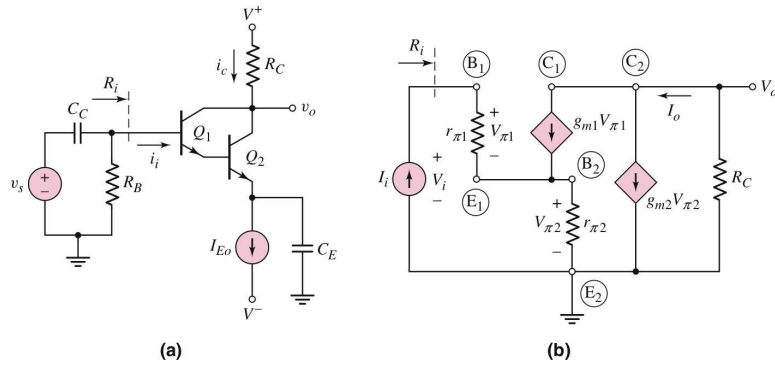 V+
i_c
R_C
R_i
C_C
v_o
Q_1
i_i
Q_2
v_s
+
−
R_B
I_Eo
C_E
V−
(a)
R_i
B_1
C_1
C_2
V_o
I_o
r_π1
+
V_π1
−
g_m1V_π1
B_2
I_i
+
V_i
−
E_1
+
V_π2
−
r_π2
g_m2V_π2
R_C
E_2
(b)